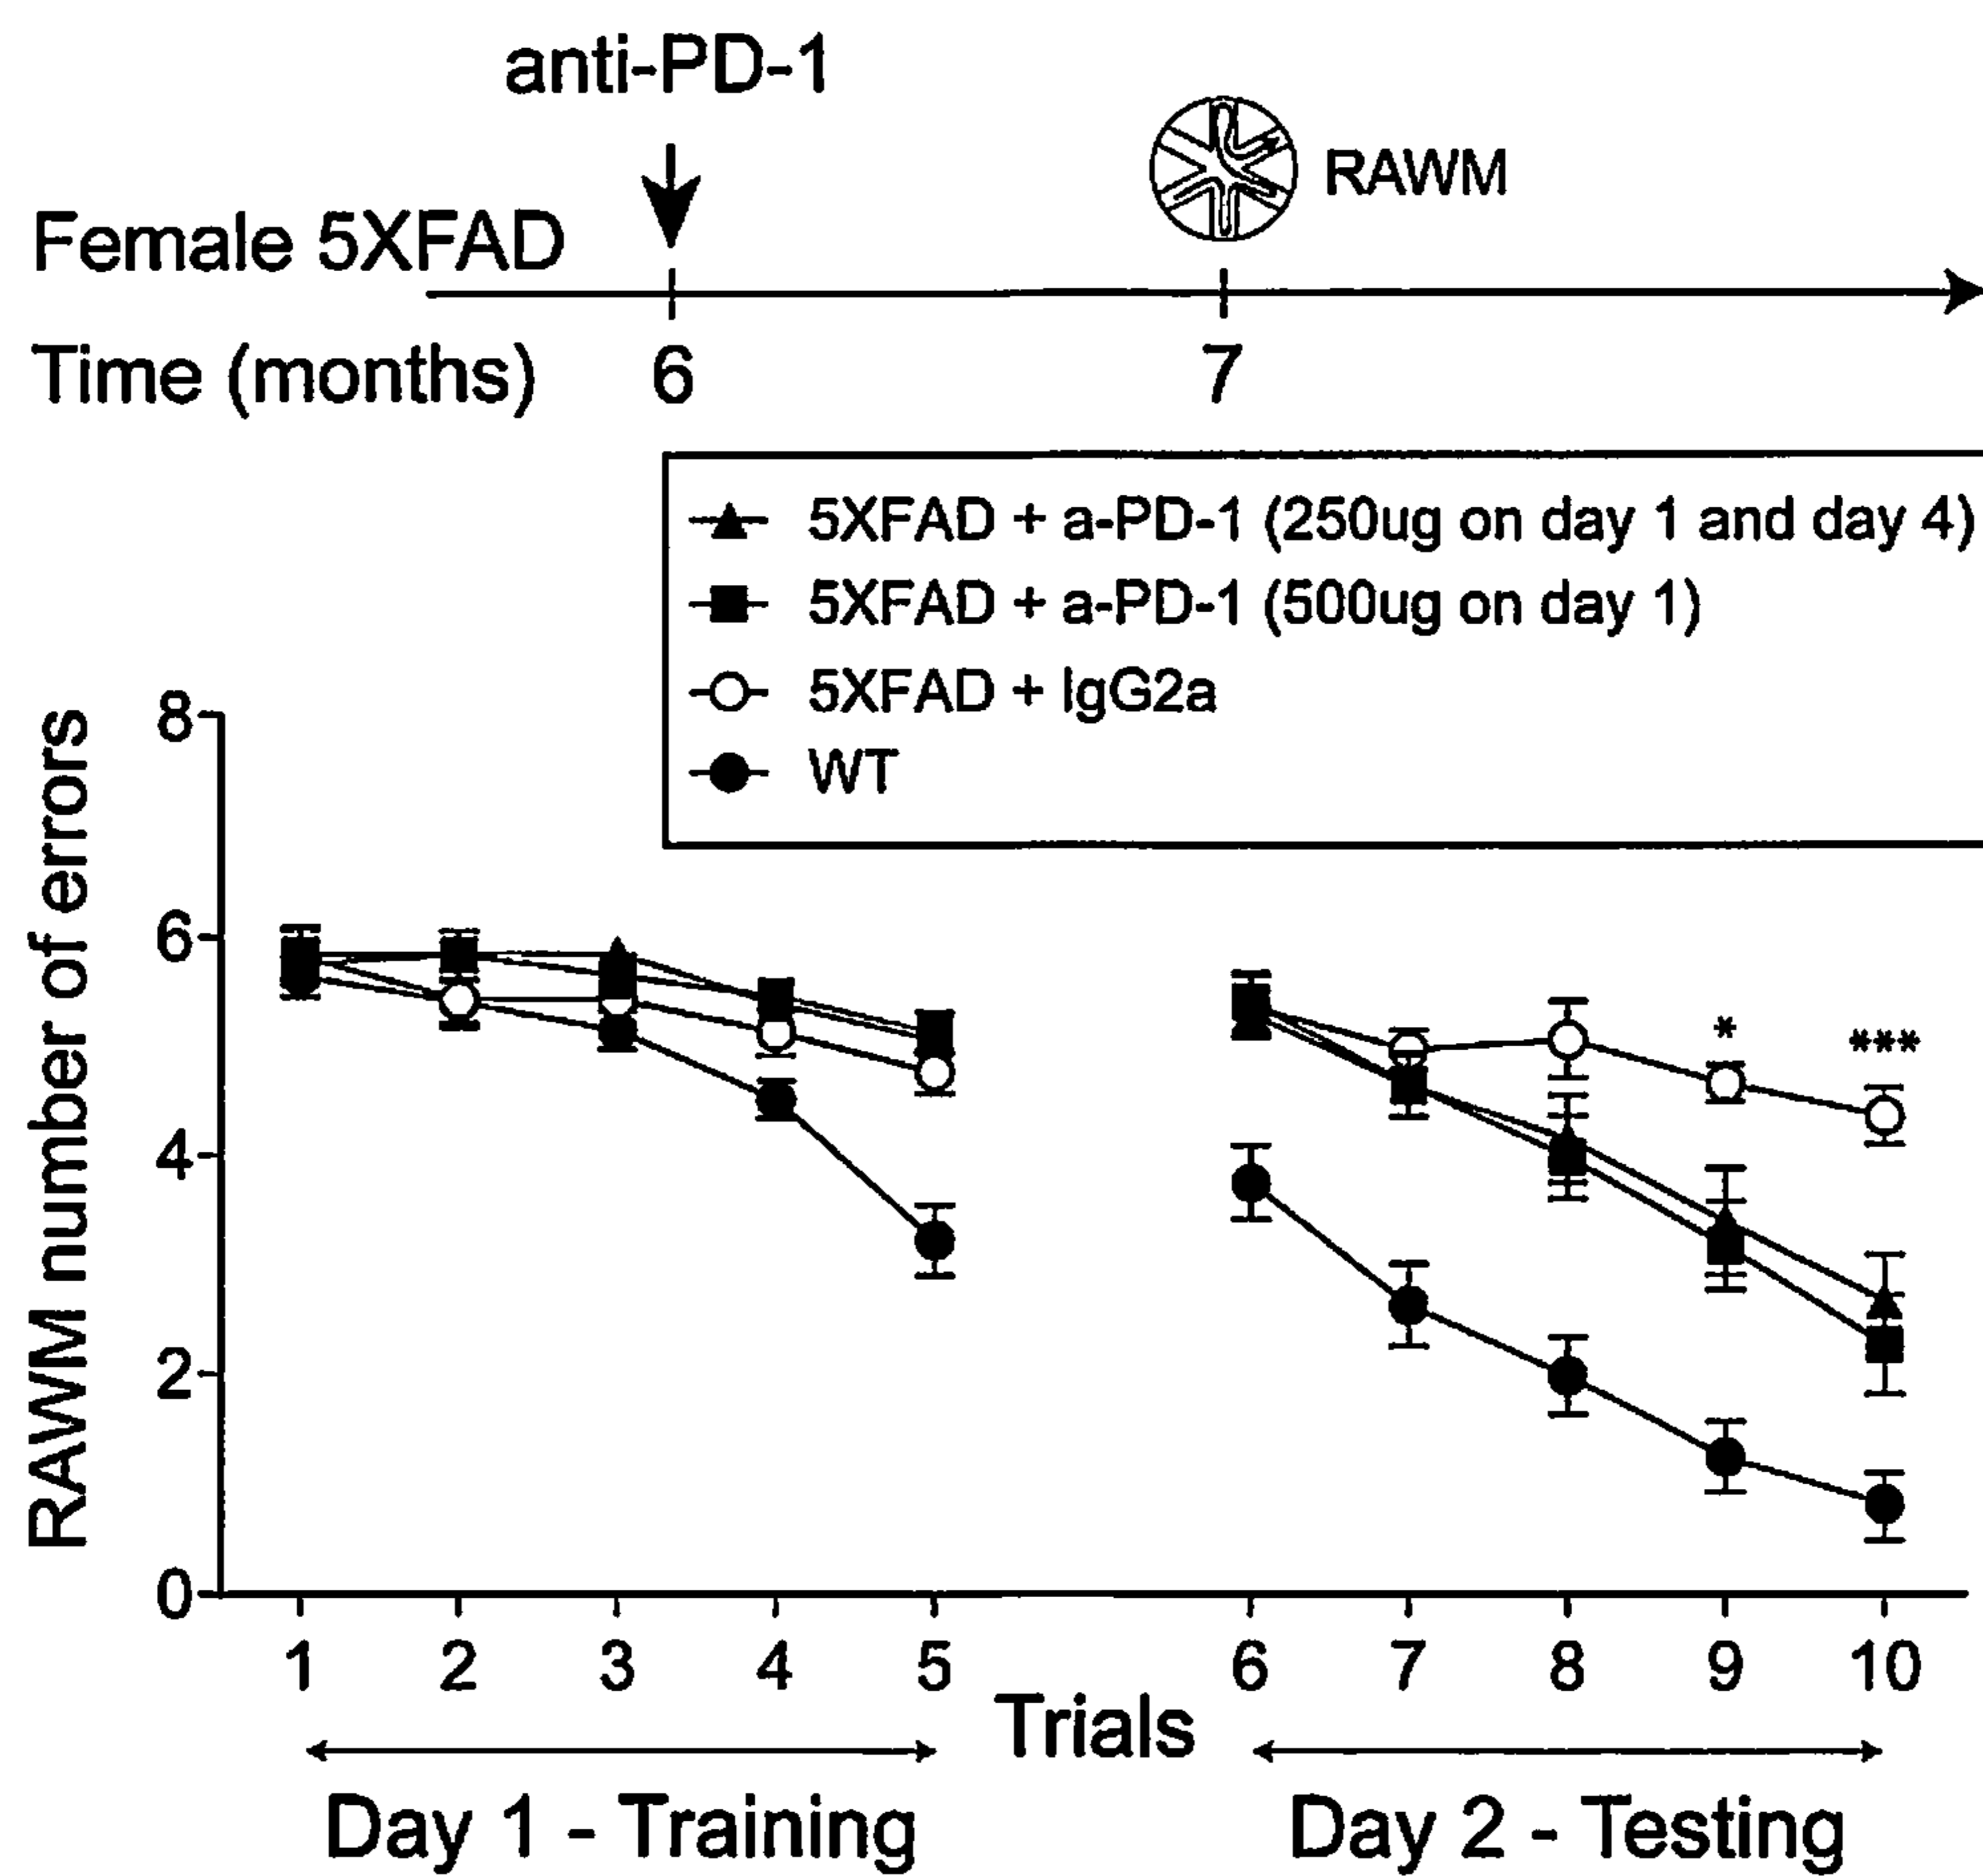 anti-PD-1
RAWM
Female 5XFAD
Time (months) 6 7
5XFAD + a-PD-1 (250ug on day 1 and day 4)
5XFAD + a-PD-1 (500ug on day 1)
5XFAD + IgG2a
WT
RAWM number of errors
8
6
4
2
0
* ***
1 2 3 4 5 6 7 8 9 10
Trials
Day 1 - Training Day 2 - Testing